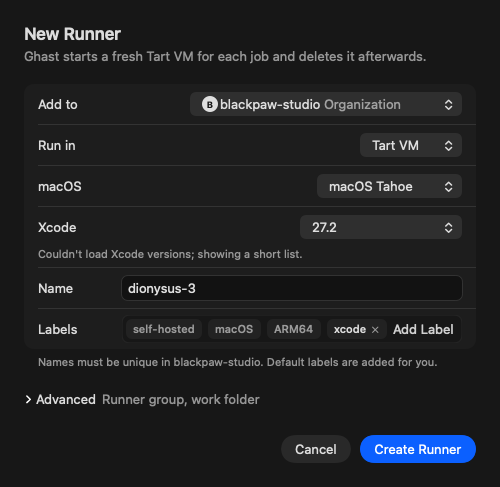 New Runner
Ghast starts a fresh Tart VM for each job and deletes it afterwards.
Add to B blackpaw-studio Organization
Run in Tart VM
macOS macOS Tahoe
Xcode 27.2
Couldn't load Xcode versions; showing a short list.
Name dionysus-3
Labels self-hosted macOS ARM64 xcode × Add Label
Names must be unique in blackpaw-studio. Default labels are added for you.
Advanced Runner group, work folder
Cancel Create Runner